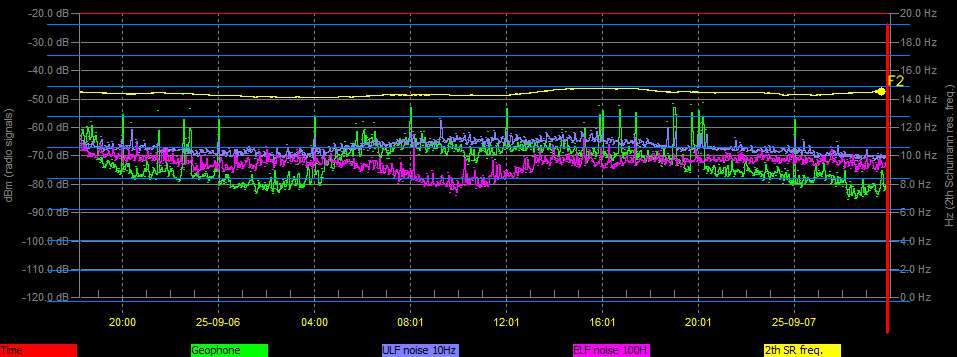 -20.0 dB
20.0 Hz
-30.0 dB
18.0 Hz
-40.0 dB
16.0 Hz
F2
-50.0 dB
14.0 Hz
-60.0 dB
12.0 Hz
-70.0 dB
10.0 Hz
-80.0 dB
8.0 Hz
-90.0 dB
6.0 Hz
-100.0 dB
4.0 Hz
-110.0 dB
2.0 Hz
-120.0 dB
0.0 Hz
dBm (radio signals)
Hz (2th Schumann res. freq.)
20:00 25-09-06 04:00 08:01 12:01 16:01 20:01 25-09-07
Time Geophone ULF noise 10Hz ELF noise 100H 2th SR freq.